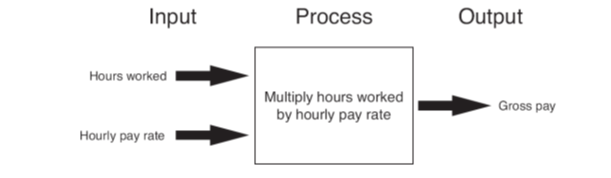 Input
Process
Output
Hours worked
Hourly pay rate
Multiply hours worked
by hourly pay rate
Gross pay